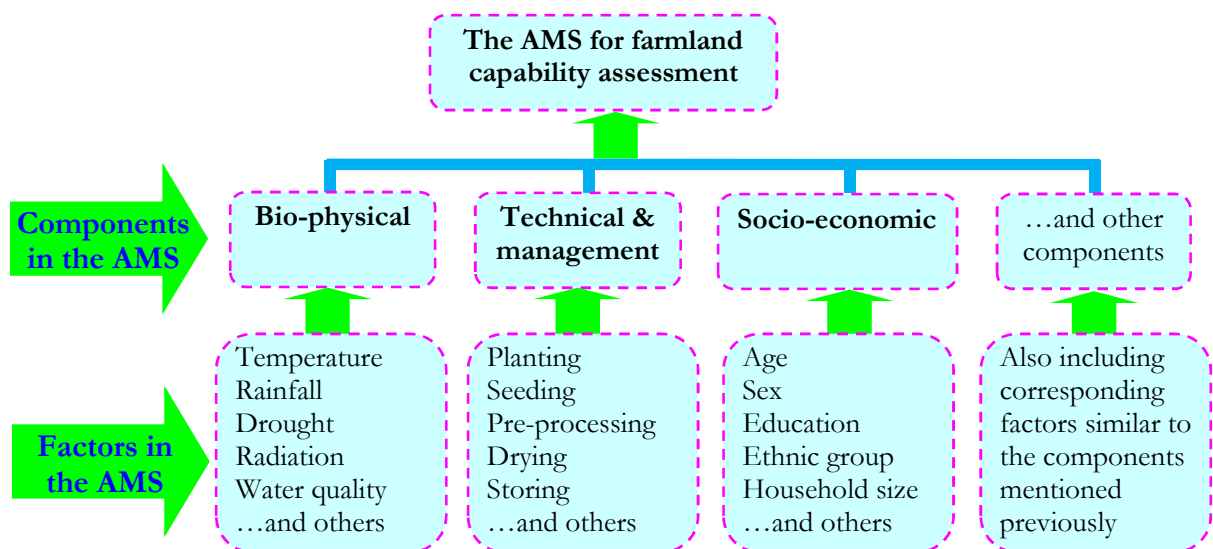 The AMS for farmland
capability assessment
Components
in the AMS
Bio-physical
Technical &
management
Socio-economic
…and other
components
Factors in
the AMS
Temperature
Rainfall
Drought
Radiation
Water quality
…and others
Planting
Seeding
Pre-processing
Drying
Storing
…and others
Age
Sex
Education
Ethnic group
Household size
…and others
Also including
corresponding
factors similar to
the components
mentioned
previously